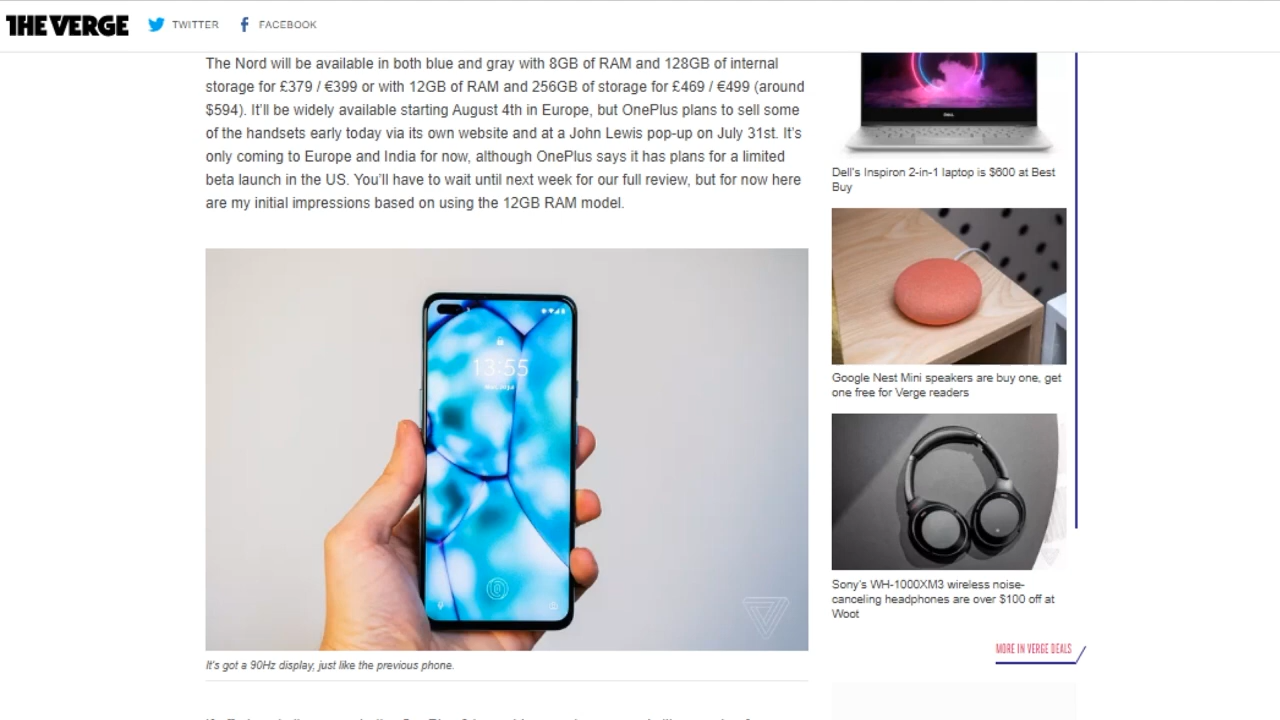 THE VERGE
TWITTER
FACEBOOK
The Nord will be available in both blue and gray with 8GB of RAM and 128GB of internal
storage for £379 / €399 or with 12GB of RAM and 256GB of storage for £469 / €499 (around
$594). It'll be widely available starting August 4th in Europe, but OnePlus plans to sell some
of the handsets early today via its own website and at a John Lewis pop-up on July 31st. It's
only coming to Europe and India for now, although OnePlus says it has plans for a limited
beta launch in the US. You'll have to wait until next week for our full review, but for now here
are my initial impressions based on using the 12GB RAM model.
13:55
It's got a 90Hz display, just like the previous phone.
DELL
Dell's Inspiron 2-in-1 laptop is $600 at Best
Buy
Google Nest Mini speakers are buy one, get
one free for Verge readers
Sony's WH-1000XM3 wireless noise-
canceling headphones are over $100 off at
Woot
MORE IN VERGE DEALS